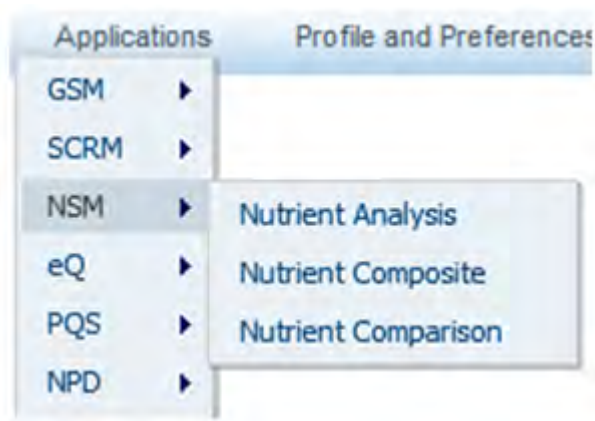 Applications Profile and Preferences
GSM
SCRM
NSM
Nutrient Analysis
eQ
Nutrient Composite
PQS
Nutrient Comparison
NPD